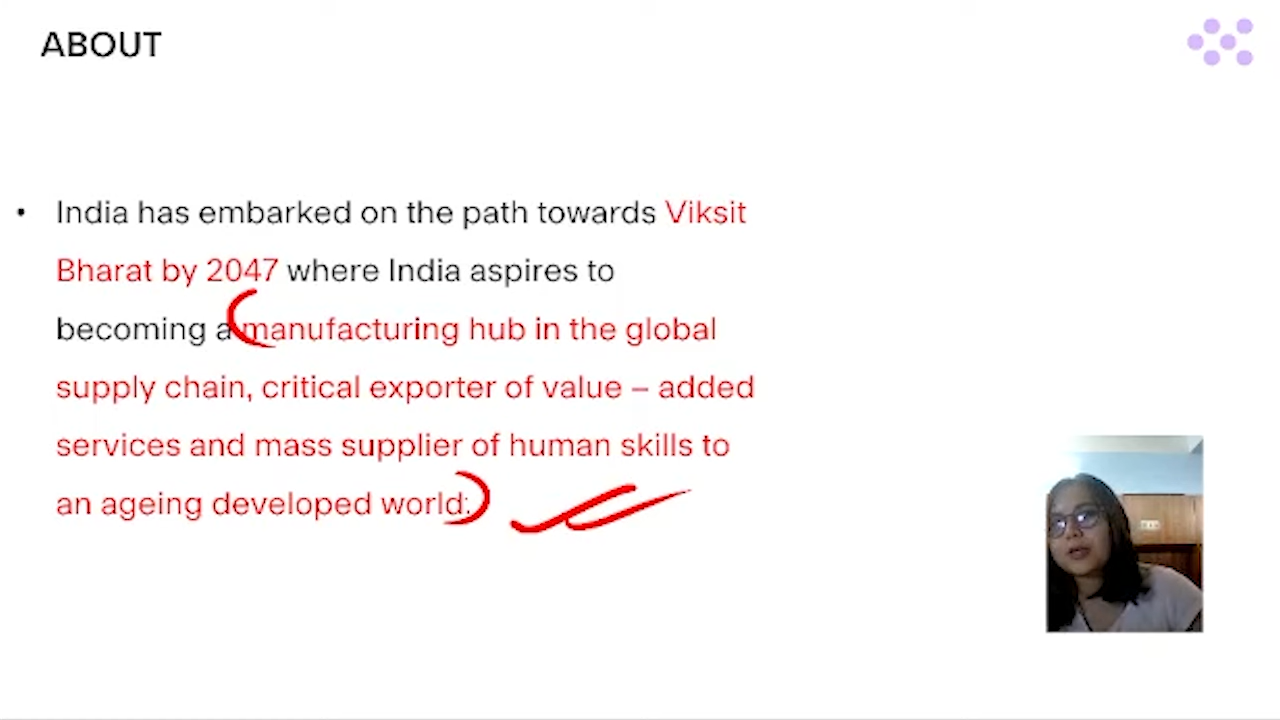 ABOUT
• India has embarked on the path towards Viksit
Bharat by 2047 where India aspires to
becoming a manufacturing hub in the global
supply chain, critical exporter of value – added
services and mass supplier of human skills to
an ageing developed world.